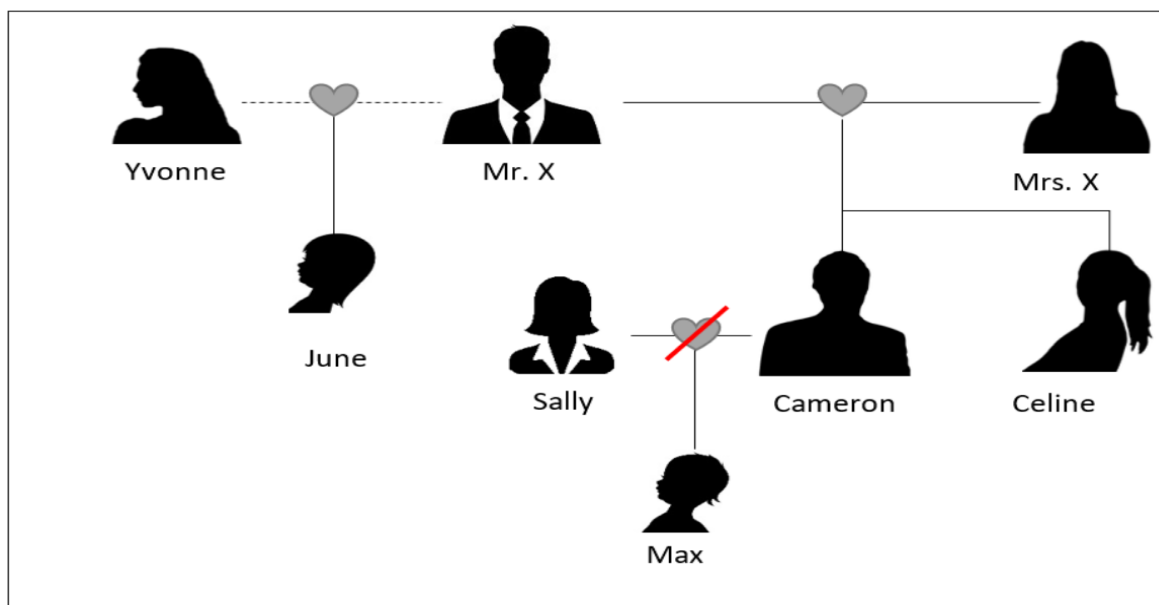 Yvonne
Mr. X
Mrs. X
June
Sally
Cameron
Celine
Max